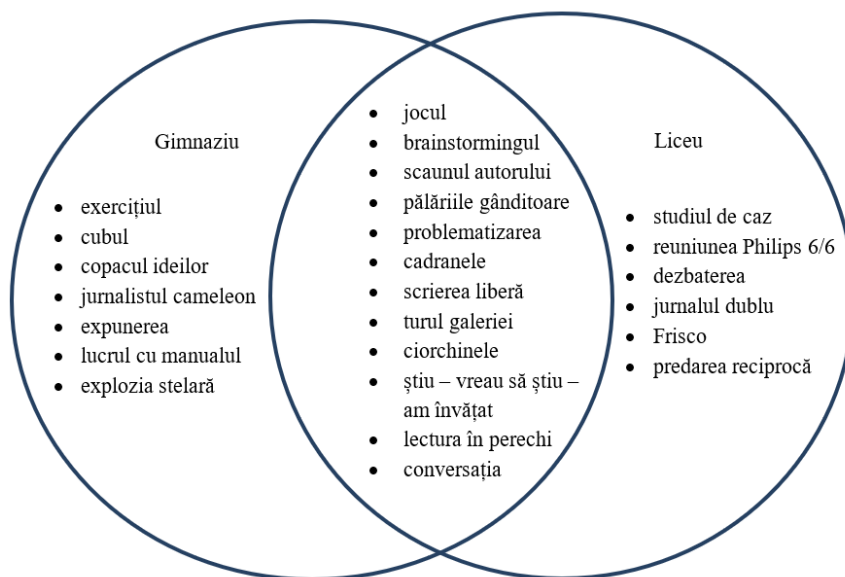 Gimnaziu
• exercițiul
• cubul
• copacul ideilor
• jurnalistul cameleon
• expunerea
• lucrul cu manualul
• explozia stelară
• jocul
• brainstormingul
• scaunul autorului
• pălăriile gânditoare
• problematizarea
• cadranele
• scrierea liberă
• turul galeriei
• ciorchinele
• știu – vreau să știu –
am învățat
• lectura în perechi
• conversația
Liceu
• studiul de caz
• reuniunea Philips 6/6
• dezbaterea
• jurnalul dublu
• Frisco
• predarea reciprocă